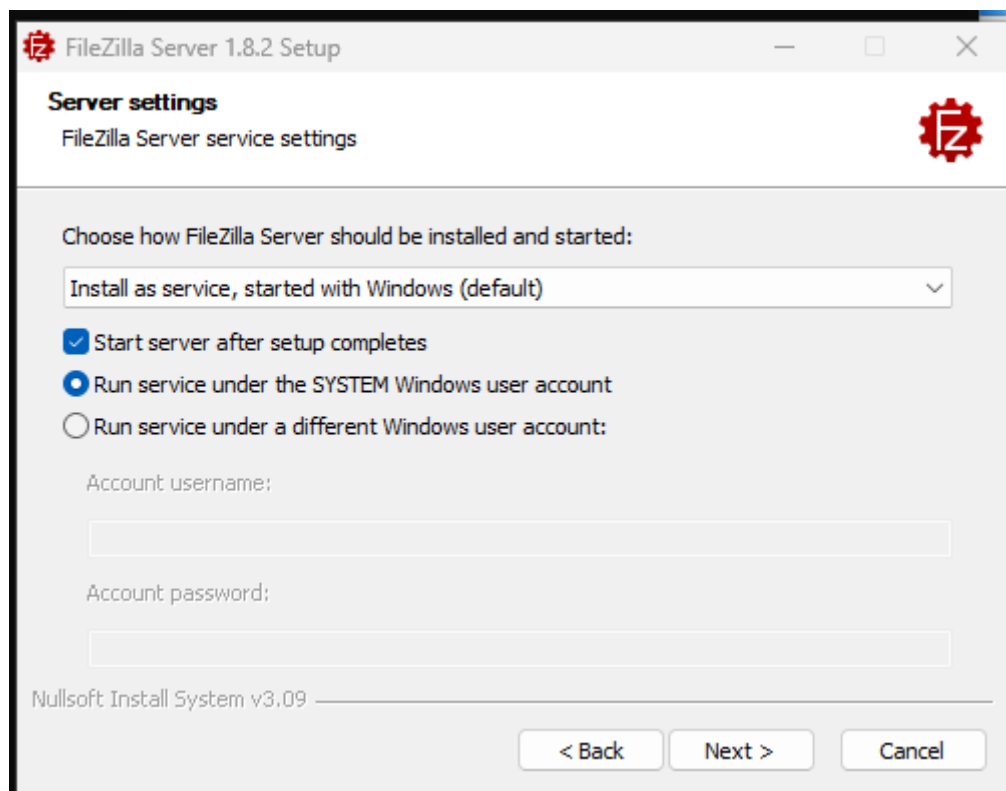 FileZilla Server 1.8.2 Setup
Server settings
FileZilla Server service settings
Choose how FileZilla Server should be installed and started:
Install as service, started with Windows (default)
Start server after setup completes
Run service under the SYSTEM Windows user account
Run service under a different Windows user account:
Account username:
Account password:
Nullsoft Install System v3.09
< Back Next > Cancel